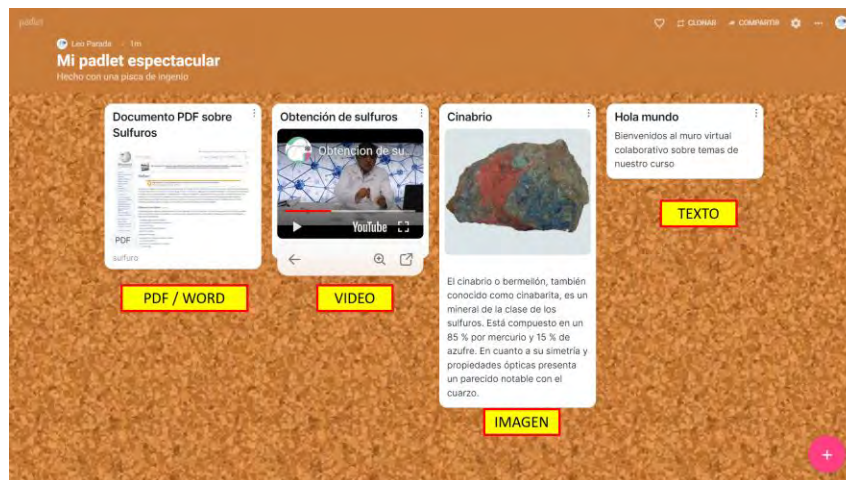 padlet
CLONAR
COMPARTIR
Leo Parada 1m
Mi padlet espectacular
Hecho con una pisca de ingenio
Documento PDF sobre
Sulfuros
PDF
sulfuro
PDF / WORD
Obtención de sulfuros
Obtencion de su...
YouTube
VIDEO
Cinabrio
El cinabrio o bermellón, también
conocido como cinabarita, es un
mineral de la clase de los
sulfuros. Está compuesto en un
85 % por mercurio y 15 % de
azufre. En cuanto a su simetría y
propiedades ópticas presenta
un parecido notable con el
cuarzo.
IMAGEN
Hola mundo
Bienvenidos al muro virtual
colaborativo sobre temas de
nuestro curso
TEXTO